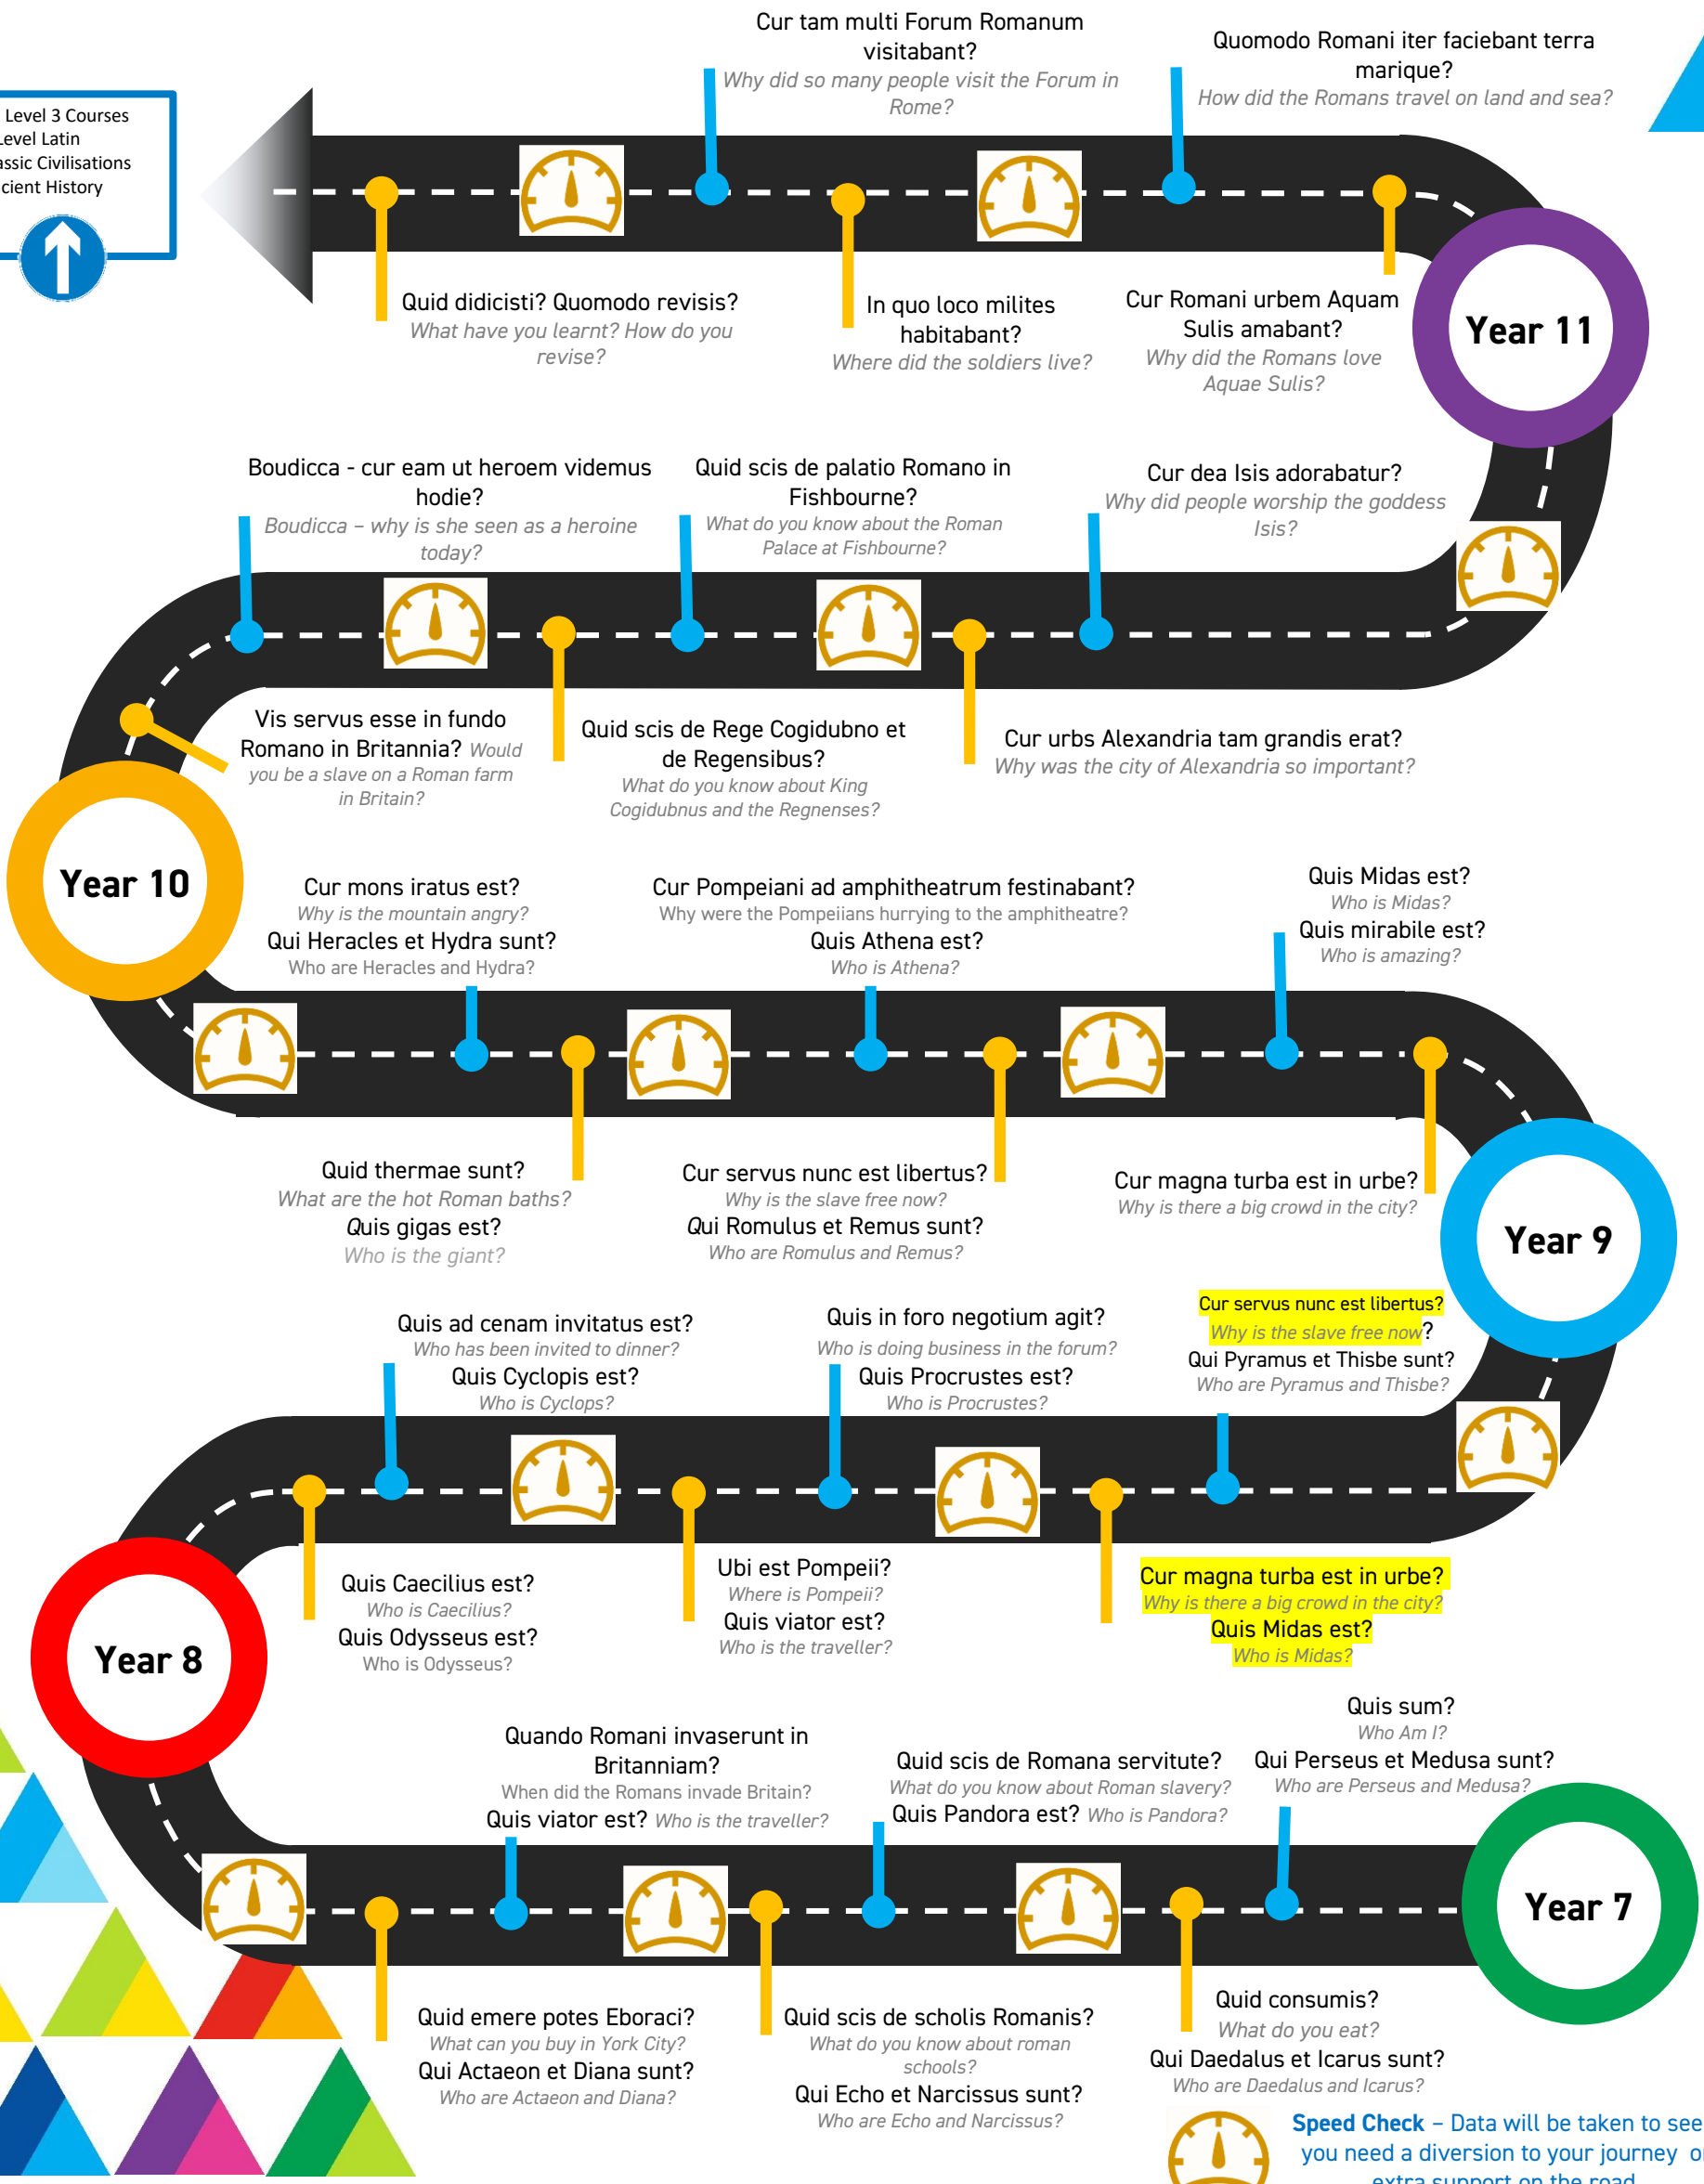 Cur tam multi Forum Romanum
visitabant?
Why did so many people visit the Forum in
Rome?
Quomodo Romani iter faciebant terra
marique?
How did the Romans travel on land and sea?
Level 3 Courses
Level Latin
assic Civilisations
cient History
Quid didicisti? Quomodo revisis?
What have you learnt? How do you
revise?
In quo loco milites
habitabant?
Where did the soldiers live?
Cur Romani urbem Aquam
Sulis amabant?
Why did the Romans love
Aquae Sulis?
Year 11
Boudicca - cur eam ut heroem videmus
hodie?
Boudicca – why is she seen as a heroine
today?
Quid scis de palatio Romano in
Fishbourne?
What do you know about the Roman
Palace at Fishbourne?
Cur dea Isis adorabatur?
Why did people worship the goddess
Isis?
Vis servus esse in fundo
Romano in Britannia? Would
you be a slave on a Roman farm
in Britain?
Quid scis de Rege Cogidubno et
de Regensibus?
What do you know about King
Cogidubnus and the Regnenses?
Cur urbs Alexandria tam grandis erat?
Why was the city of Alexandria so important?
Year 10
Cur mons iratus est?
Why is the mountain angry?
Qui Heracles et Hydra sunt?
Who are Heracles and Hydra?
Cur Pompeiani ad amphitheatrum festinabant?
Why were the Pompeiians hurrying to the amphitheatre?
Quis Athena est?
Who is Athena?
Quis Midas est?
Who is Midas?
Quis mirabile est?
Who is amazing?
Quid thermae sunt?
What are the hot Roman baths?
Quis gigas est?
Who is the giant?
Cur servus nunc est libertus?
Why is the slave free now?
Qui Romulus et Remus sunt?
Who are Romulus and Remus?
Cur magna turba est in urbe?
Why is there a big crowd in the city?
Year 9
Quis ad cenam invitatus est?
Who has been invited to dinner?
Quis Cyclopis est?
Who is Cyclops?
Quis in foro negotium agit?
Who is doing business in the forum?
Quis Procrustes est?
Who is Procrustes?
Cur servus nunc est libertus?
Why is the slave free now?
Qui Pyramus et Thisbe sunt?
Who are Pyramus and Thisbe?
Quis Caecilius est?
Who is Caecilius?
Quis Odysseus est?
Who is Odysseus?
Ubi est Pompeii?
Where is Pompeii?
Quis viator est?
Who is the traveller?
Cur magna turba est in urbe?
Why is there a big crowd in the city?
Quis Midas est?
Who is Midas?
Year 8
Quando Romani invaserunt in
Britanniam?
When did the Romans invade Britain?
Quis viator est? Who is the traveller?
Quid scis de Romana servitute?
What do you know about Roman slavery?
Quis Pandora est? Who is Pandora?
Quis sum?
Who Am I?
Qui Perseus et Medusa sunt?
Who are Perseus and Medusa?
Year 7
Quid emere potes Eboraci?
What can you buy in York City?
Qui Actaeon et Diana sunt?
Who are Actaeon and Diana?
Quid scis de scholis Romanis?
What do you know about roman
schools?
Qui Echo et Narcissus sunt?
Who are Echo and Narcissus?
Quid consumis?
What do you eat?
Qui Daedalus et Icarus sunt?
Who are Daedalus and Icarus?
Speed Check – Data will be taken to see
you need a diversion to your journey o
extra support on the road